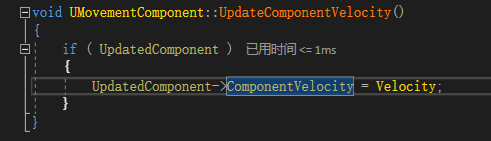 void UMovementComponent::UpdateComponentVelocity()
{
if ( UpdatedComponent ) 已用时间<=1ms
{
UpdatedComponent->ComponentVelocity = Velocity;
}
}